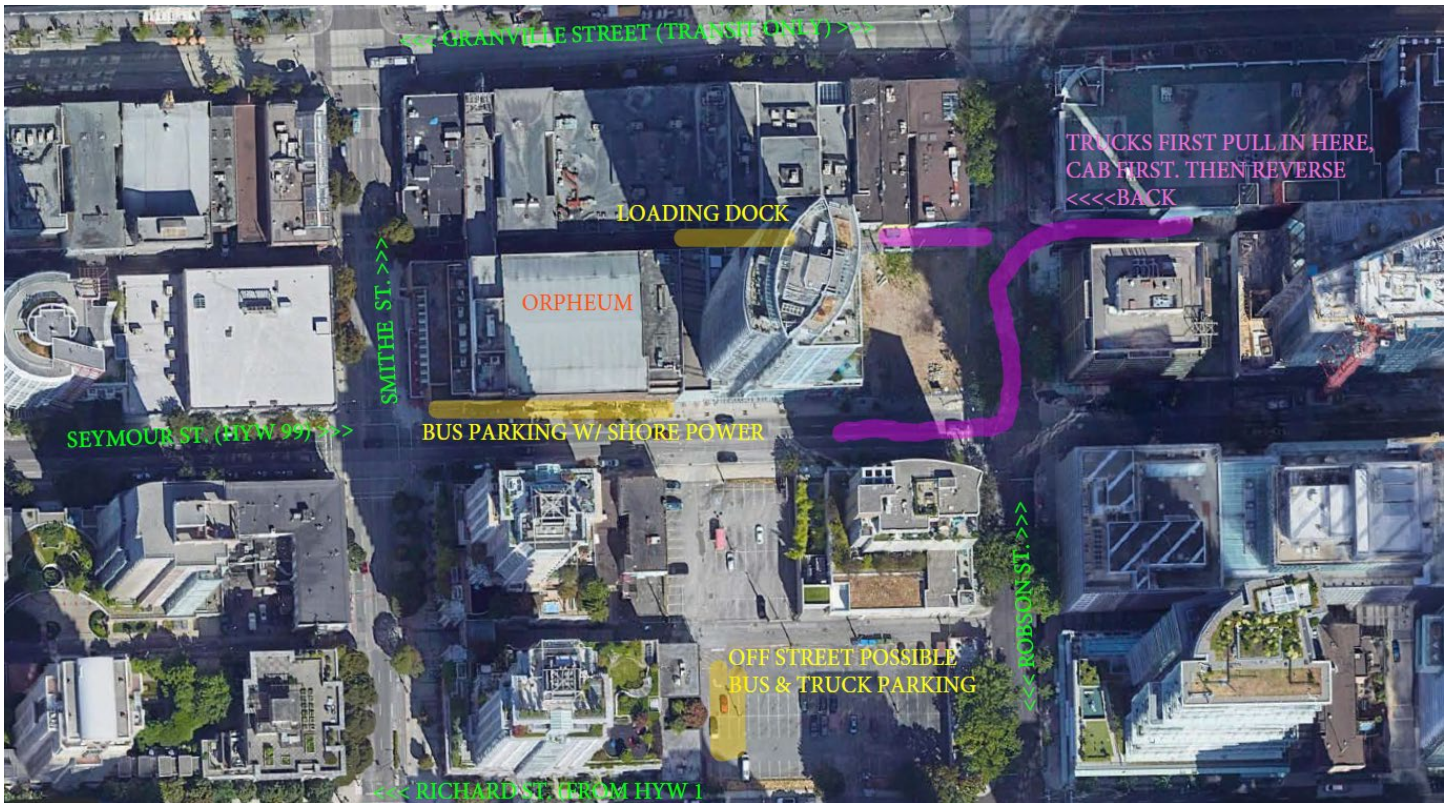 <<< GRANVILLE STREET (TRANSIT ONLY) >>>
TRUCKS FIRST PULL IN HERE,
CAB FIRST. THEN REVERSE
<<<<BACK
LOADING DOCK
ORPHEUM
SMITHE ST. >>>
SEYMOUR ST. (HYW 99) >>>
BUS PARKING W/ SHORE POWER
<<< ROBSON ST. >>>
OFF STREET POSSIBLE
BUS & TRUCK PARKING
<<< RICHARD ST. (FROM HYW 1